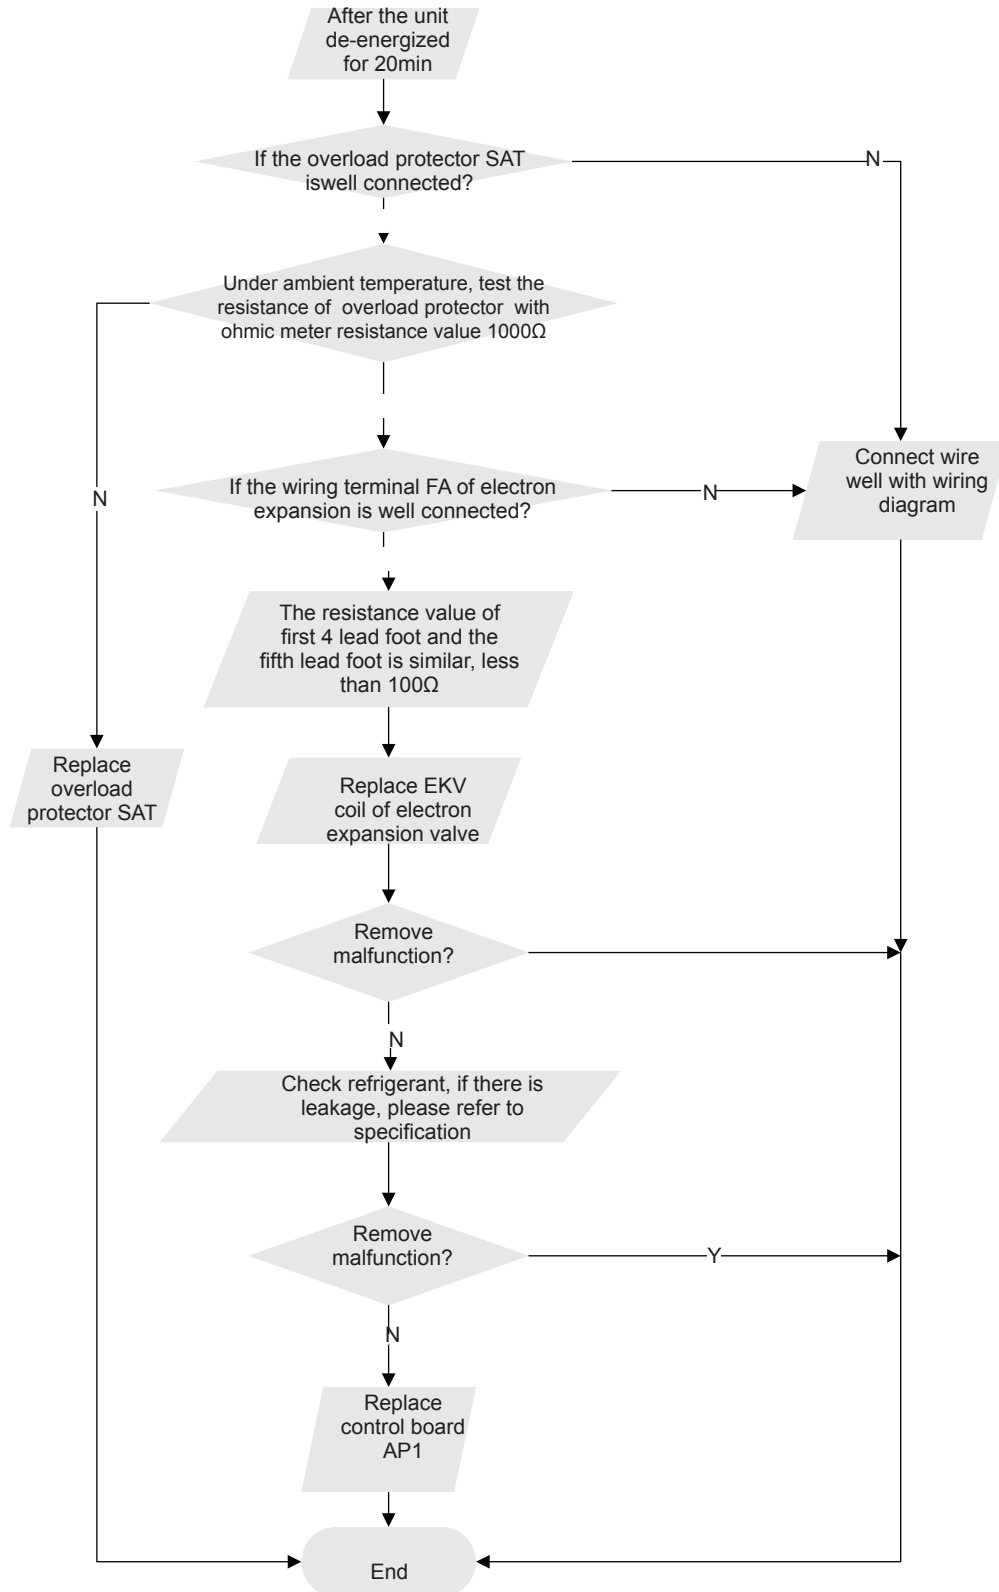 After the unit
de-energized
for 20min
If the overload protector SAT
iswell connected?
N
Under ambient temperature, test the
resistance of overload protector with
ohmic meter resistance value 1000Ω
If the wiring terminal FA of electron
expansion is well connected?
N
N
Connect wire
well with wiring
diagram
The resistance value of
first 4 lead foot and the
fifth lead foot is similar, less
than 100Ω
Replace
overload
protector SAT
Replace EKV
coil of electron
expansion valve
Remove
malfunction?
N
Check refrigerant, if there is
leakage, please refer to
specification
Remove
malfunction?
Y
N
Replace
control board
AP1
End